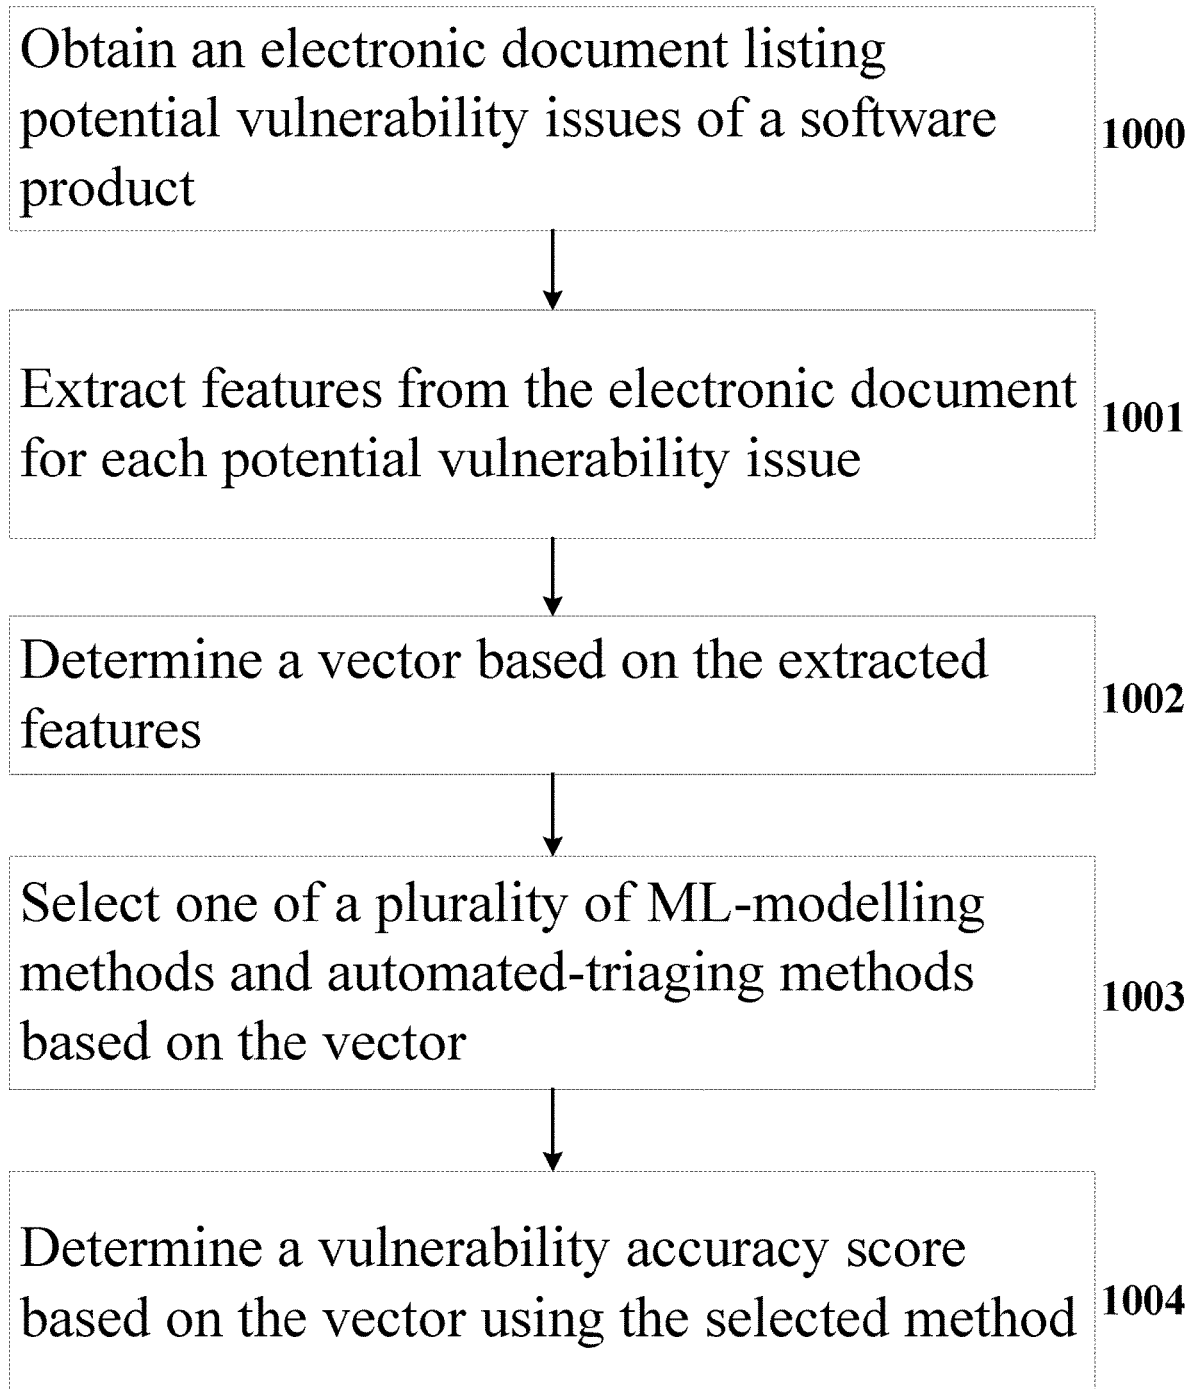 Obtain an electronic document listing
potential vulnerability issues of a software
product
1000
Extract features from the electronic document
for each potential vulnerability issue
1001
Determine a vector based on the extracted
features
1002
Select one of a plurality of ML-modelling
methods and automated-triaging methods
based on the vector
1003
Determine a vulnerability accuracy score
based on the vector using the selected method
1004